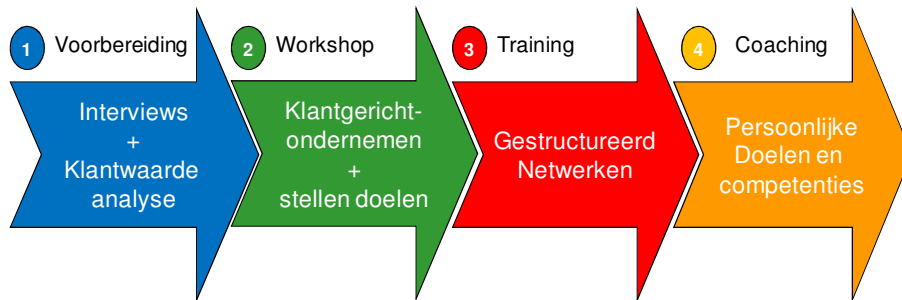 1 Voorbereiding
Interviews
+
Klantwaarde
analyse
2 Workshop
Klantgericht-
ondernemen
+
stellen doelen
3 Training
Gestructureerd
Netwerken
4 Coaching
Persoonlijke
Doelen en
competenties